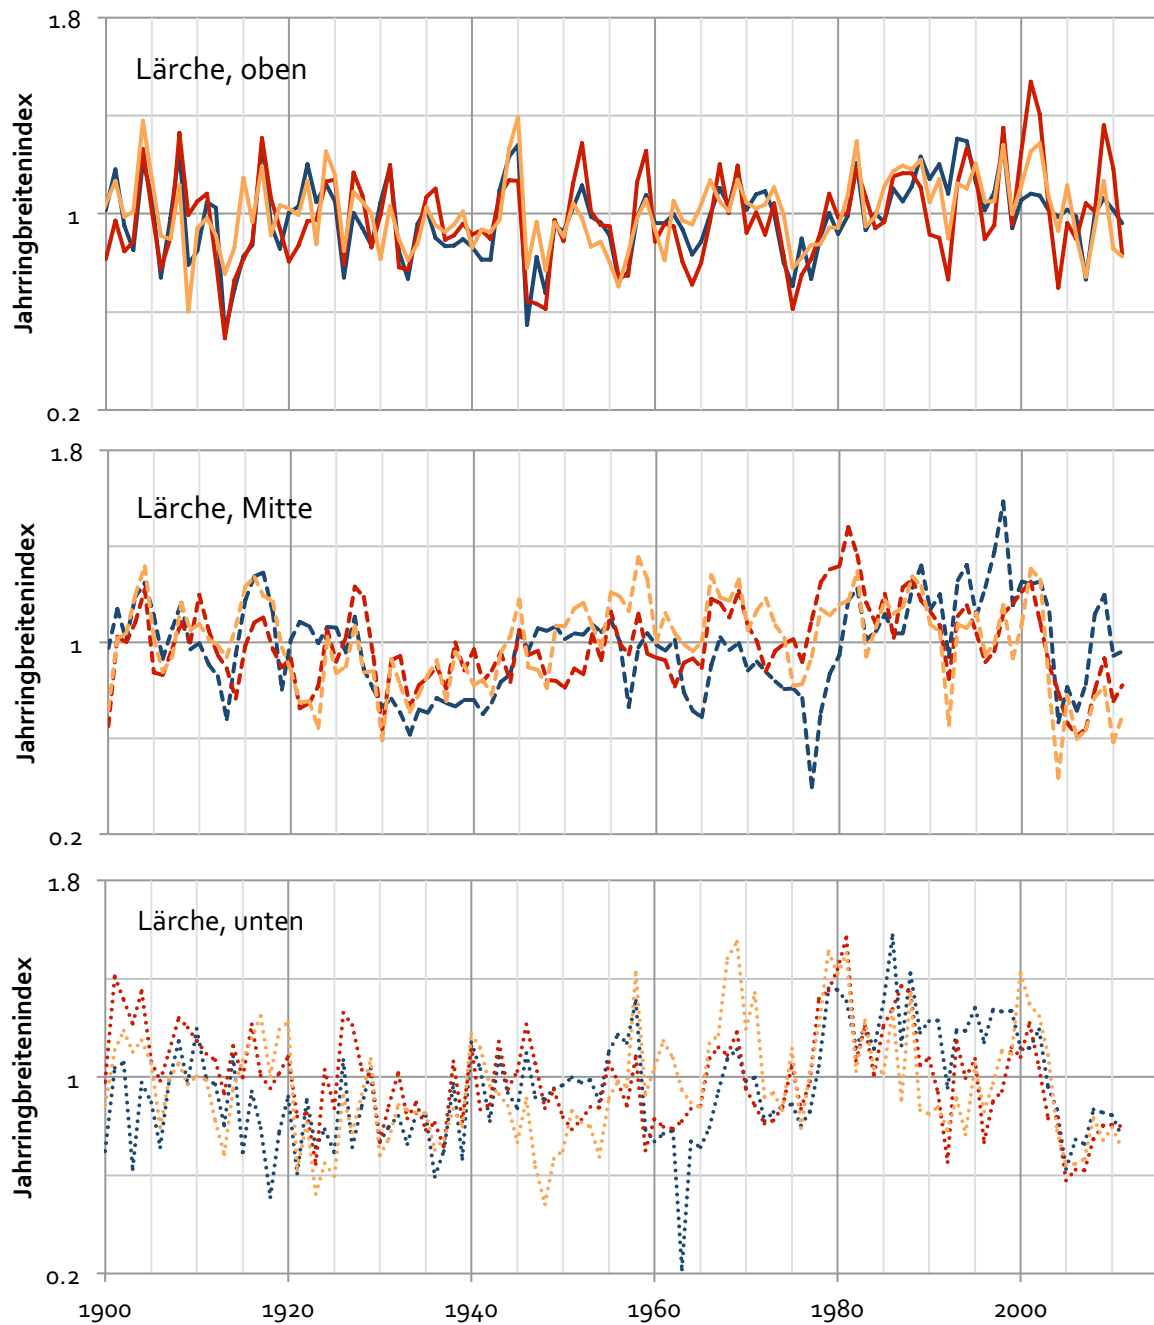 1.8
Lärche, oben
Jahrringbreitenindex
1
0.2
1.8
Lärche, Mitte
Jahrringbreitenindex
1
0.2
1.8
Lärche, unten
Jahrringbreitenindex
1
0.2
1900 1920 1940 1960 1980 2000